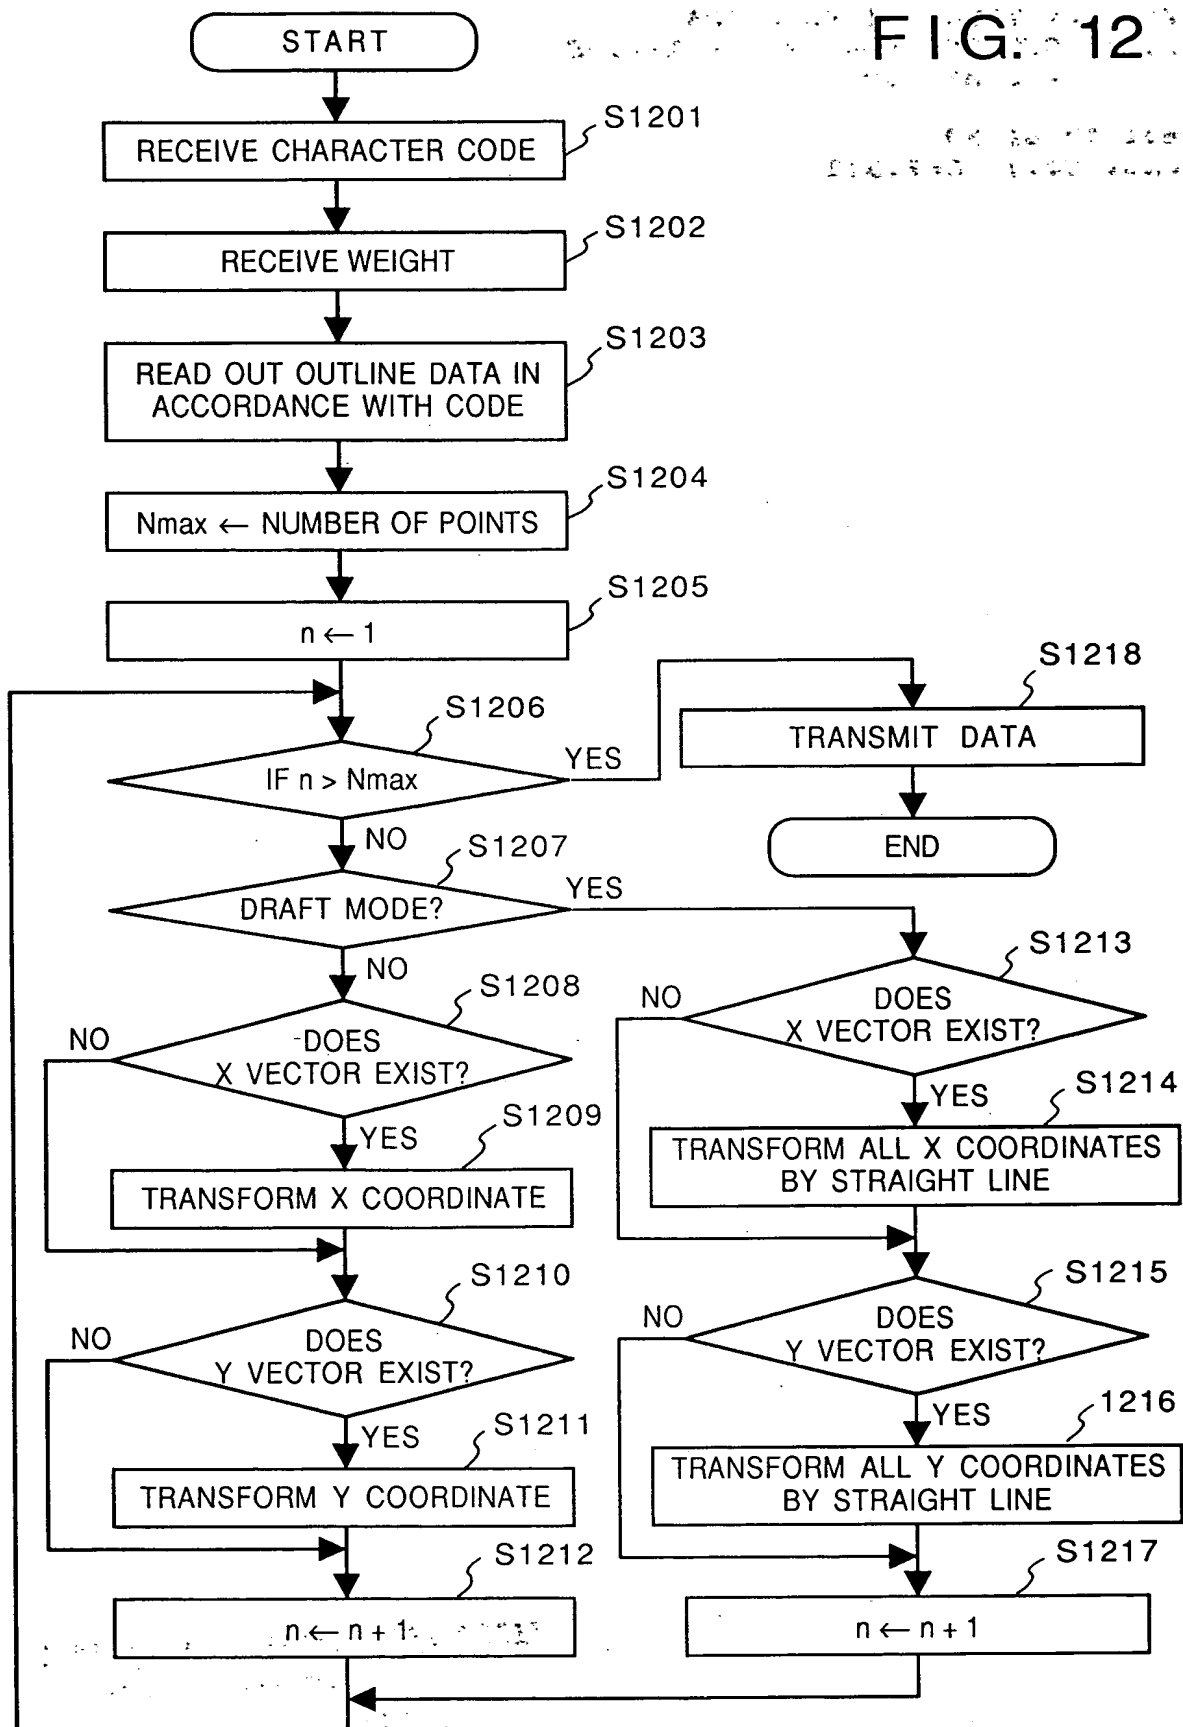 FIG. 12
START
S1201
RECEIVE CHARACTER CODE
S1202
RECEIVE WEIGHT
S1203
READ OUT OUTLINE DATA IN
ACCORDANCE WITH CODE
S1204
Nmax ← NUMBER OF POINTS
S1205
n ← 1
S1206
IF n > Nmax
YES
NO
S1218
TRANSMIT DATA
END
S1207
DRAFT MODE?
YES
NO
S1208
DOES
X VECTOR EXIST?
NO
YES
S1209
TRANSFORM X COORDINATE
S1210
DOES
Y VECTOR EXIST?
NO
YES
S1211
TRANSFORM Y COORDINATE
S1212
n ← n + 1
S1213
DOES
X VECTOR EXIST?
NO
YES
S1214
TRANSFORM ALL X COORDINATES
BY STRAIGHT LINE
S1215
DOES
Y VECTOR EXIST?
NO
YES
1216
TRANSFORM ALL Y COORDINATES
BY STRAIGHT LINE
S1217
n ← n + 1